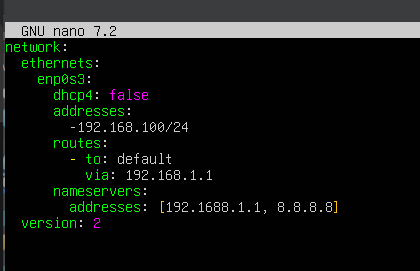 GNU nano 7.2
network:
  ethernets:
    enp0s3:
      dhcp4: false
      addresses:
        -192.168.100/24
      routes:
        - to: default
          via: 192.168.1.1
      nameservers:
        addresses: [192.1688.1.1, 8.8.8.8]
  version: 2